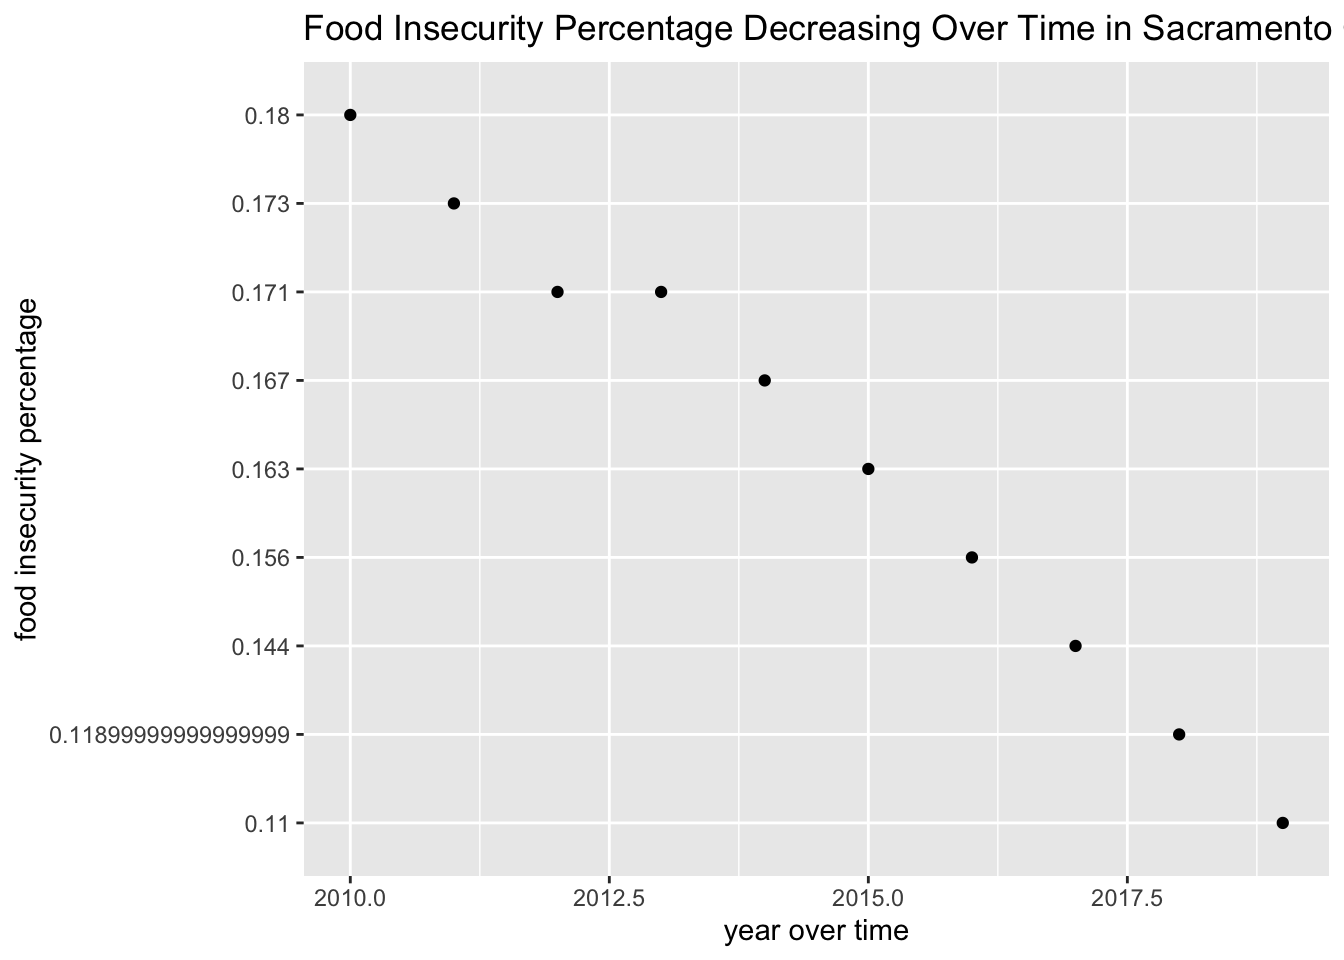 Food Insecurity Percentage Decreasing Over Time in Sacramento
0.18
0.173
0.171
0.167
0.163
0.156
0.144
0.11899999999999999
0.11
food insecurity percentage
2010.0 2012.5 2015.0 2017.5
year over time